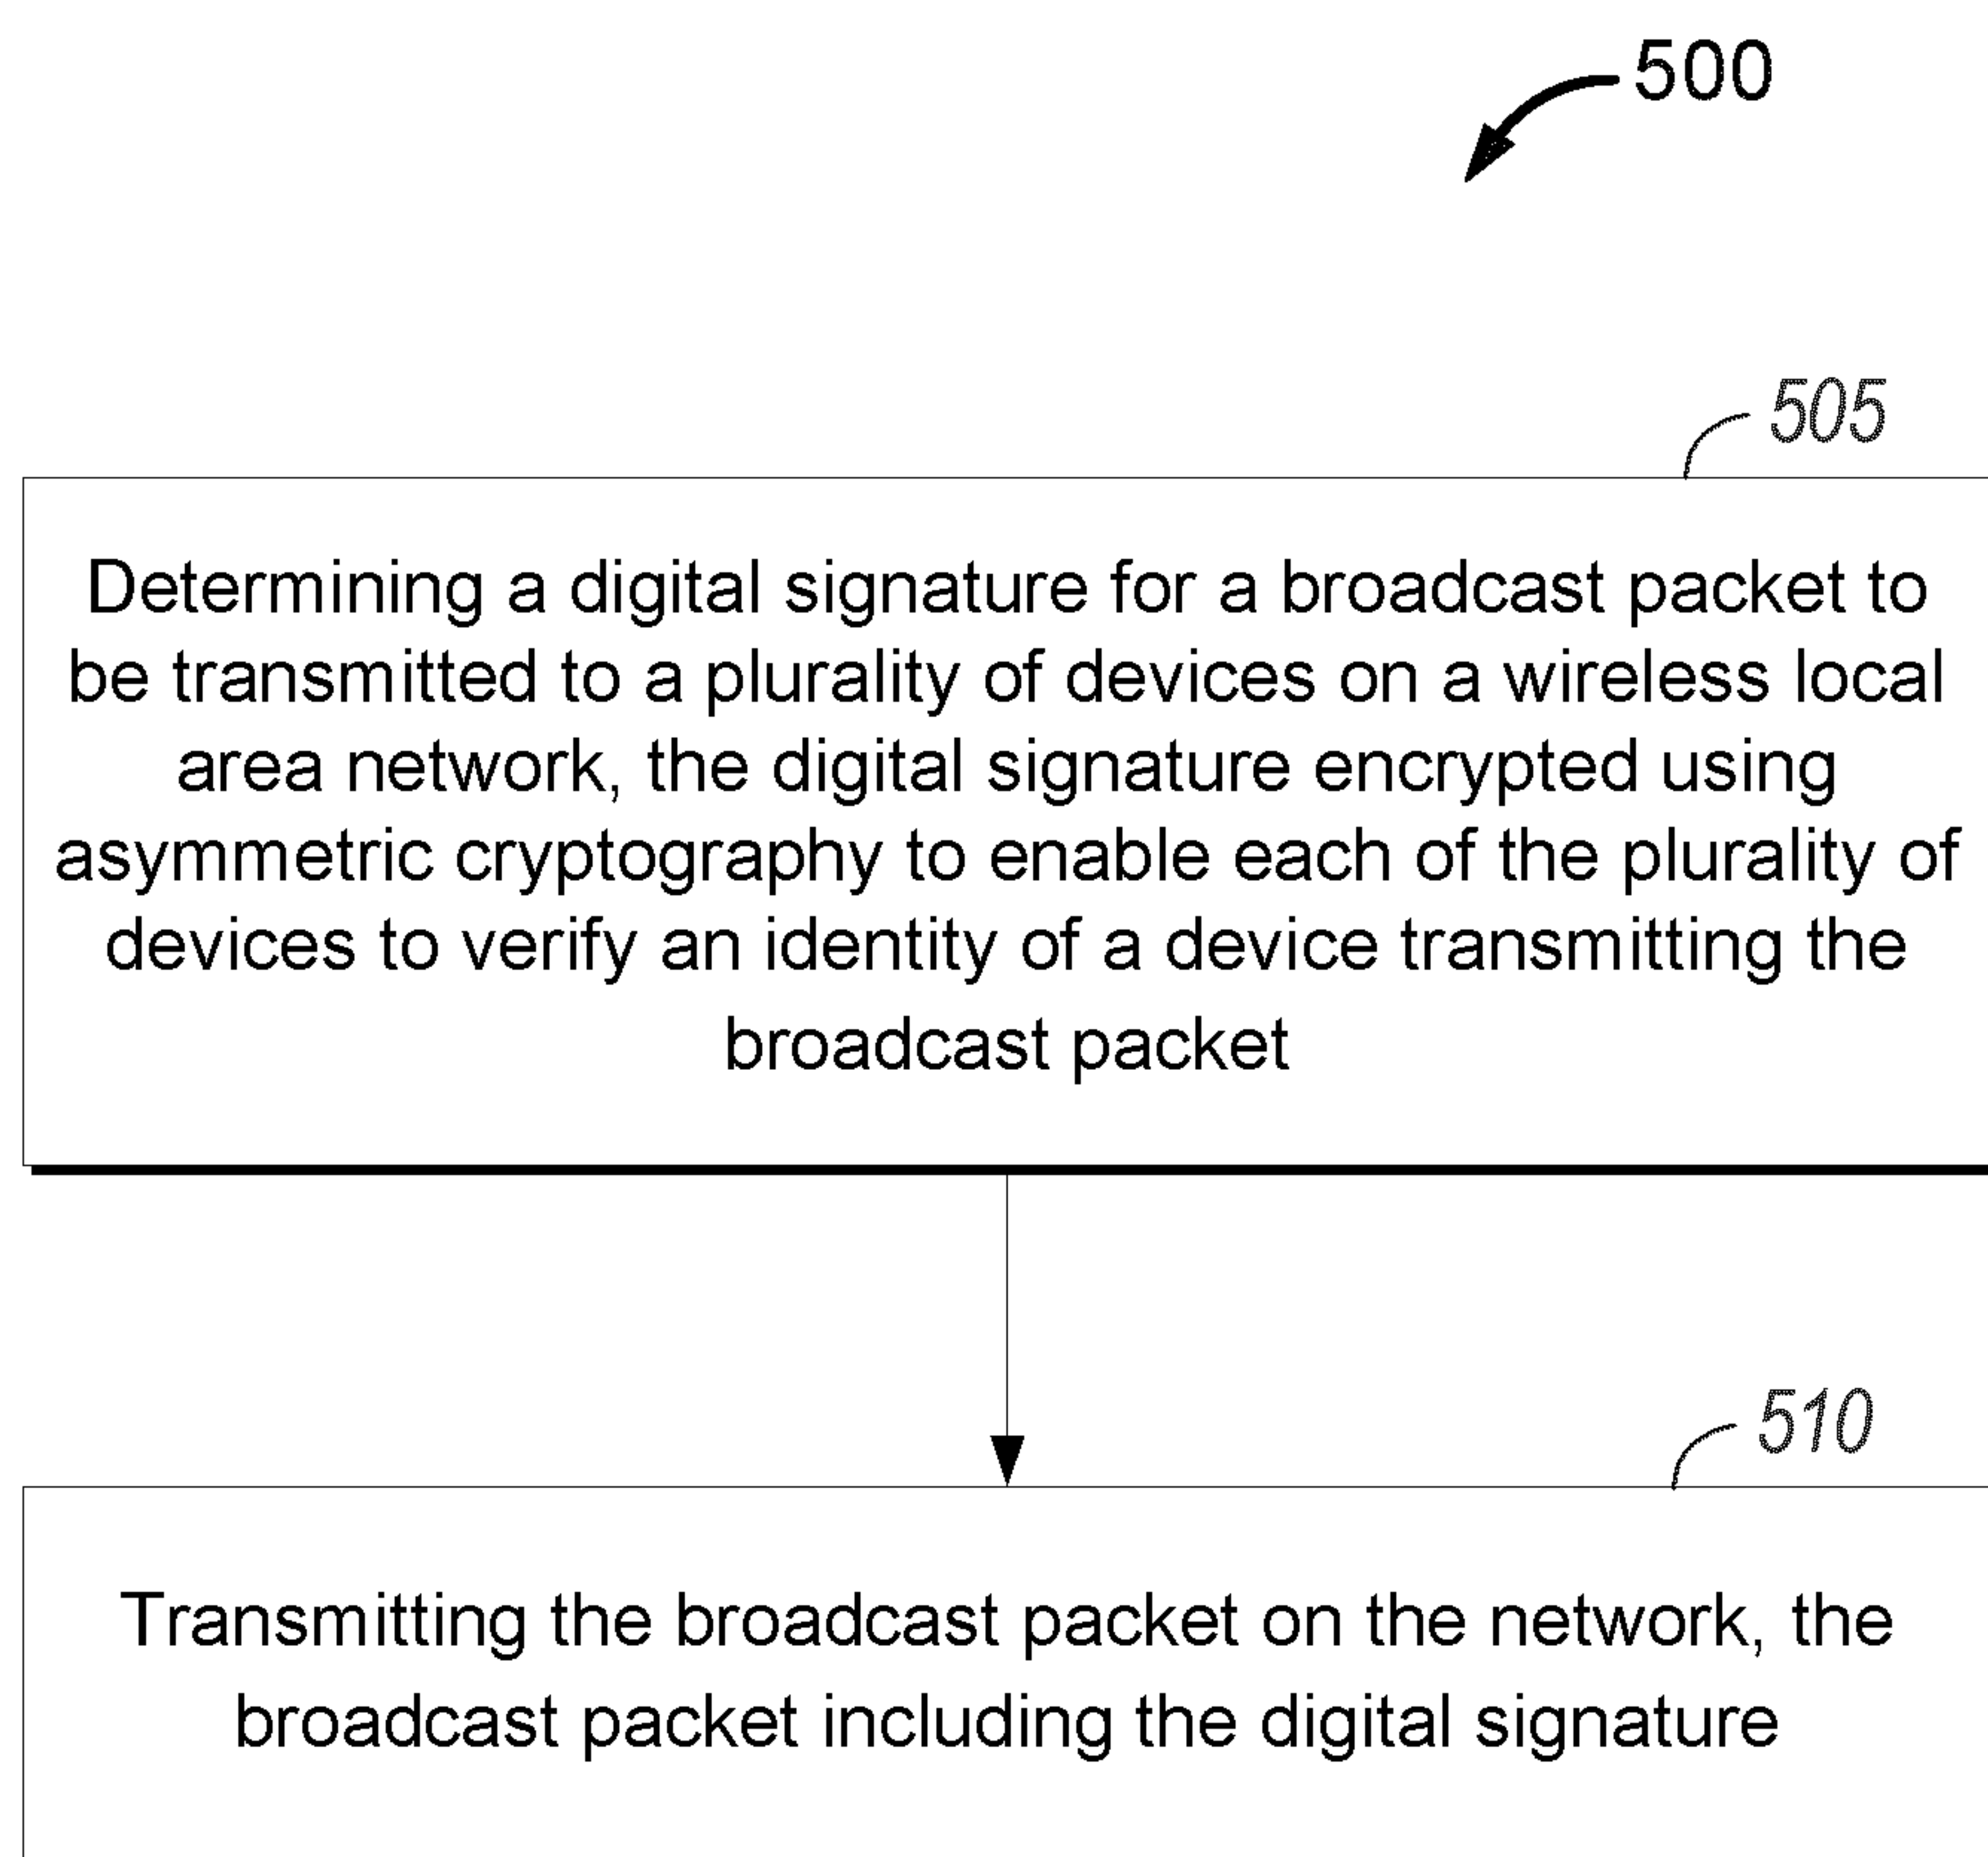 500
505
Determining a digital signature for a broadcast packet to
be transmitted to a plurality of devices on a wireless local
area network, the digital signature encrypted using
asymmetric cryptography to enable each of the plurality of
devices to verify an identity of a device transmitting the
broadcast packet
510
Transmitting the broadcast packet on the network, the
broadcast packet including the digital signature